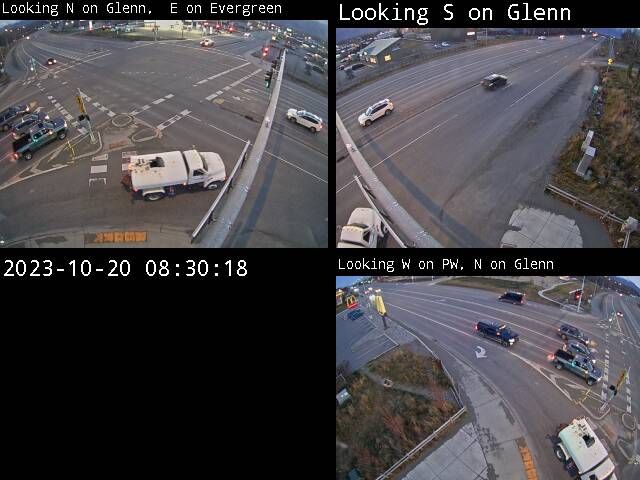 Looking N on Glenn,  E on Evergreen
Looking S on Glenn
2023-10-20 08:30:18
Looking W on PW, N on Glenn